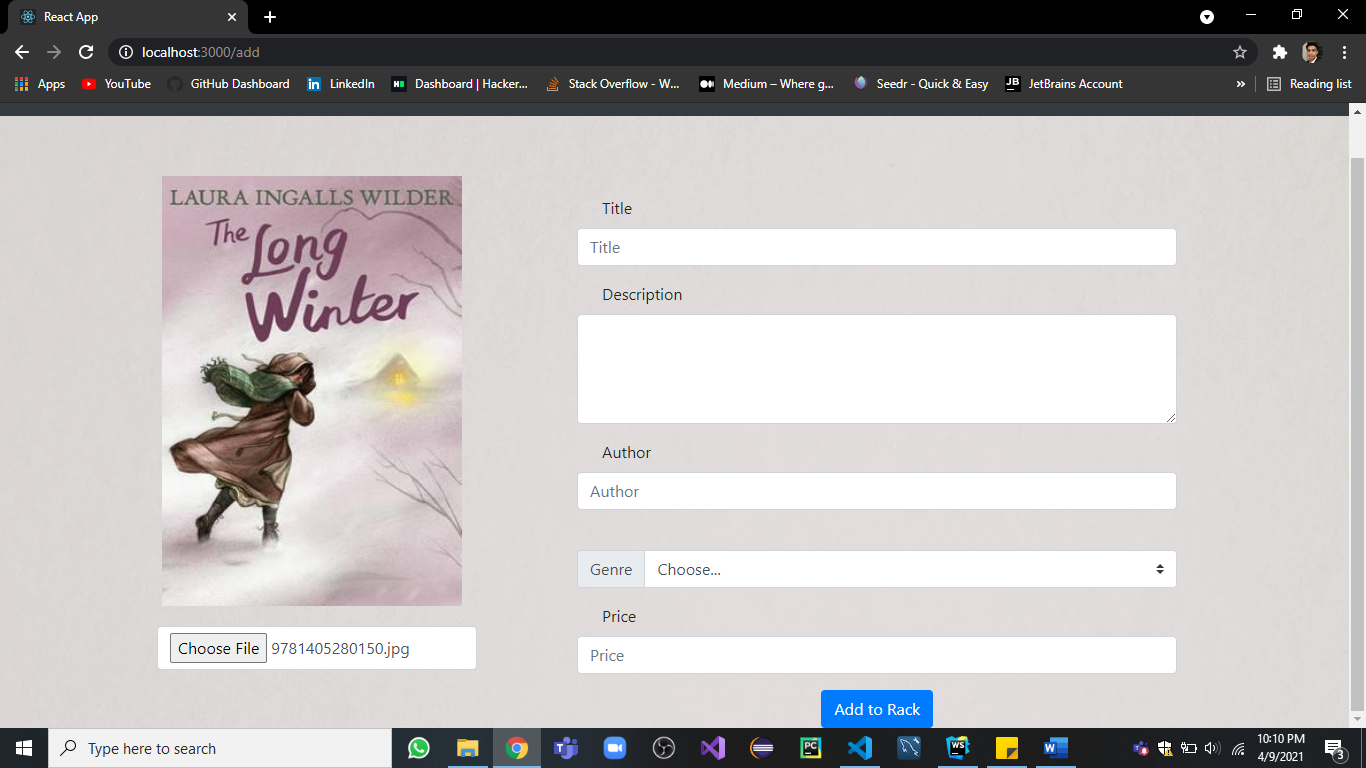 React App
localhost:3000/add
Apps YouTube GitHub Dashboard LinkedIn Dashboard | Hacker... Stack Overflow - W... Medium – Where g... Seedr - Quick & Easy JetBrains Account » Reading list
LAURA INGALLS WILDER
The
Long
Winter
Choose File 9781405280150.jpg
Title
Title
Description
Author
Author
Genre Choose...
Price
Price
Add to Rack
Type here to search
10:10 PM
4/9/2021
3